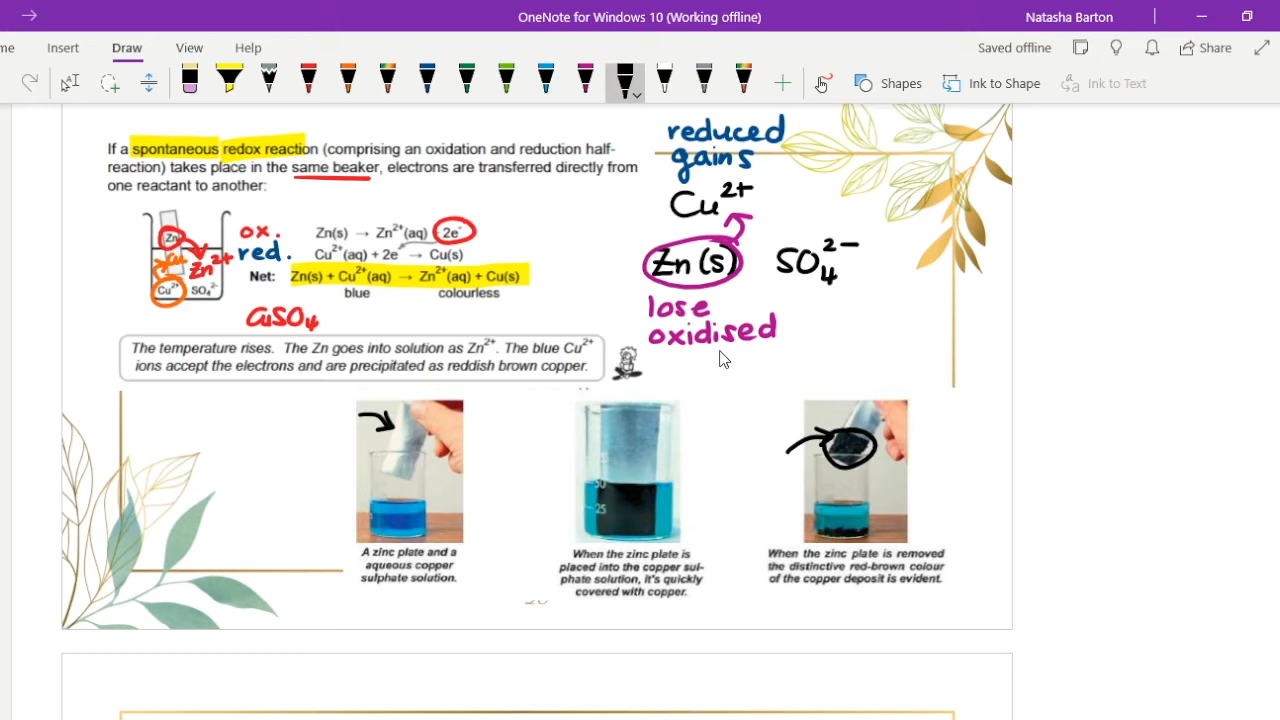 OneNote for Windows 10 (Working offline)
Natasha Barton
me Insert Draw View Help
Saved offline
Share
Shapes
Ink to Shape
Ink to Text
If a spontaneous redox reaction (comprising an oxidation and reduction half-
reaction) takes place in the same beaker, electrons are transferred directly from
one reactant to another:
Zn
Zn²⁺
Cu²⁺ SO₄²⁻
ox. Zn(s) → Zn²⁺(aq) 2e⁻
red. Cu²⁺(aq) + 2e⁻ → Cu(s)
Net: Zn(s) + Cu²⁺(aq) → Zn²⁺(aq) + Cu(s)
blue colourless
CuSO₄
The temperature rises. The Zn goes into solution as Zn²⁺. The blue Cu²⁺
ions accept the electrons and are precipitated as reddish brown copper.
reduced
gains
Cu²⁺
Zn (s) SO₄²⁻
lose
oxidised
50
25
A zinc plate and a
aqueous copper
sulphate solution.
When the zinc plate is
placed into the copper sul-
phate solution, it's quickly
covered with copper.
When the zinc plate is removed
the distinctive red-brown colour
of the copper deposit is evident.